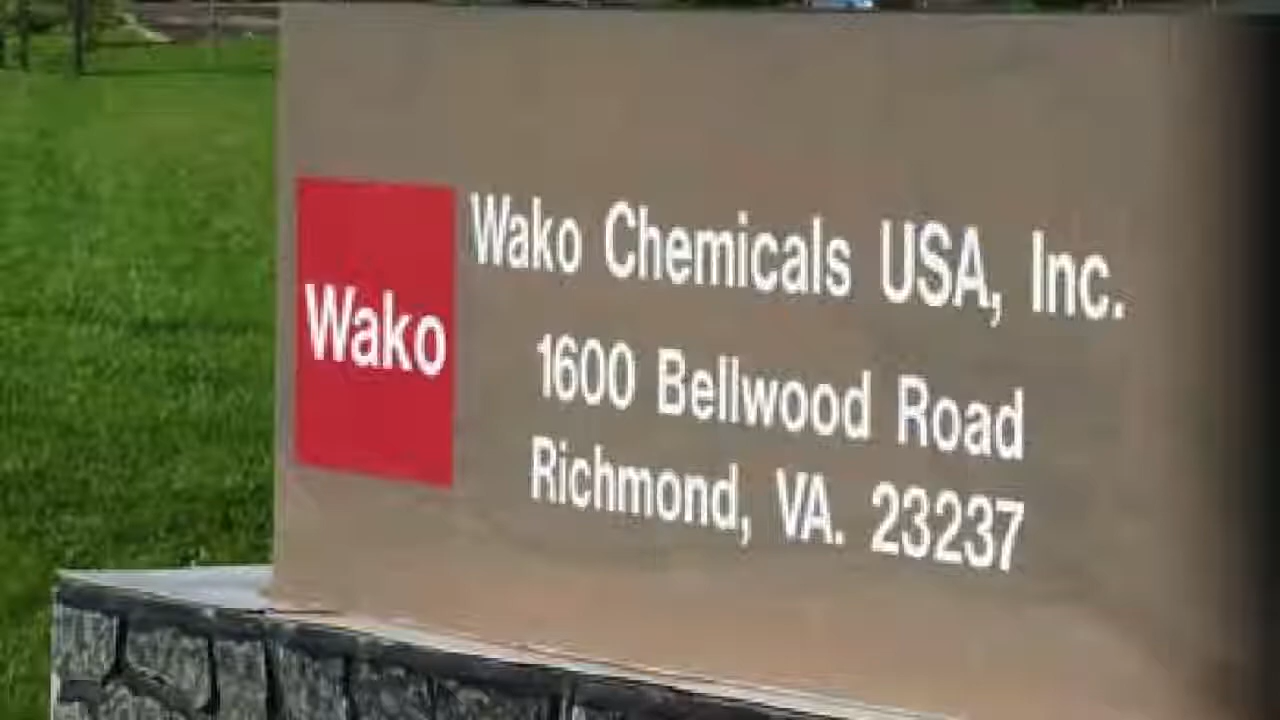 Wako
Wako Chemicals USA, Inc.
1600 Bellwood Road
Richmond, VA. 23237